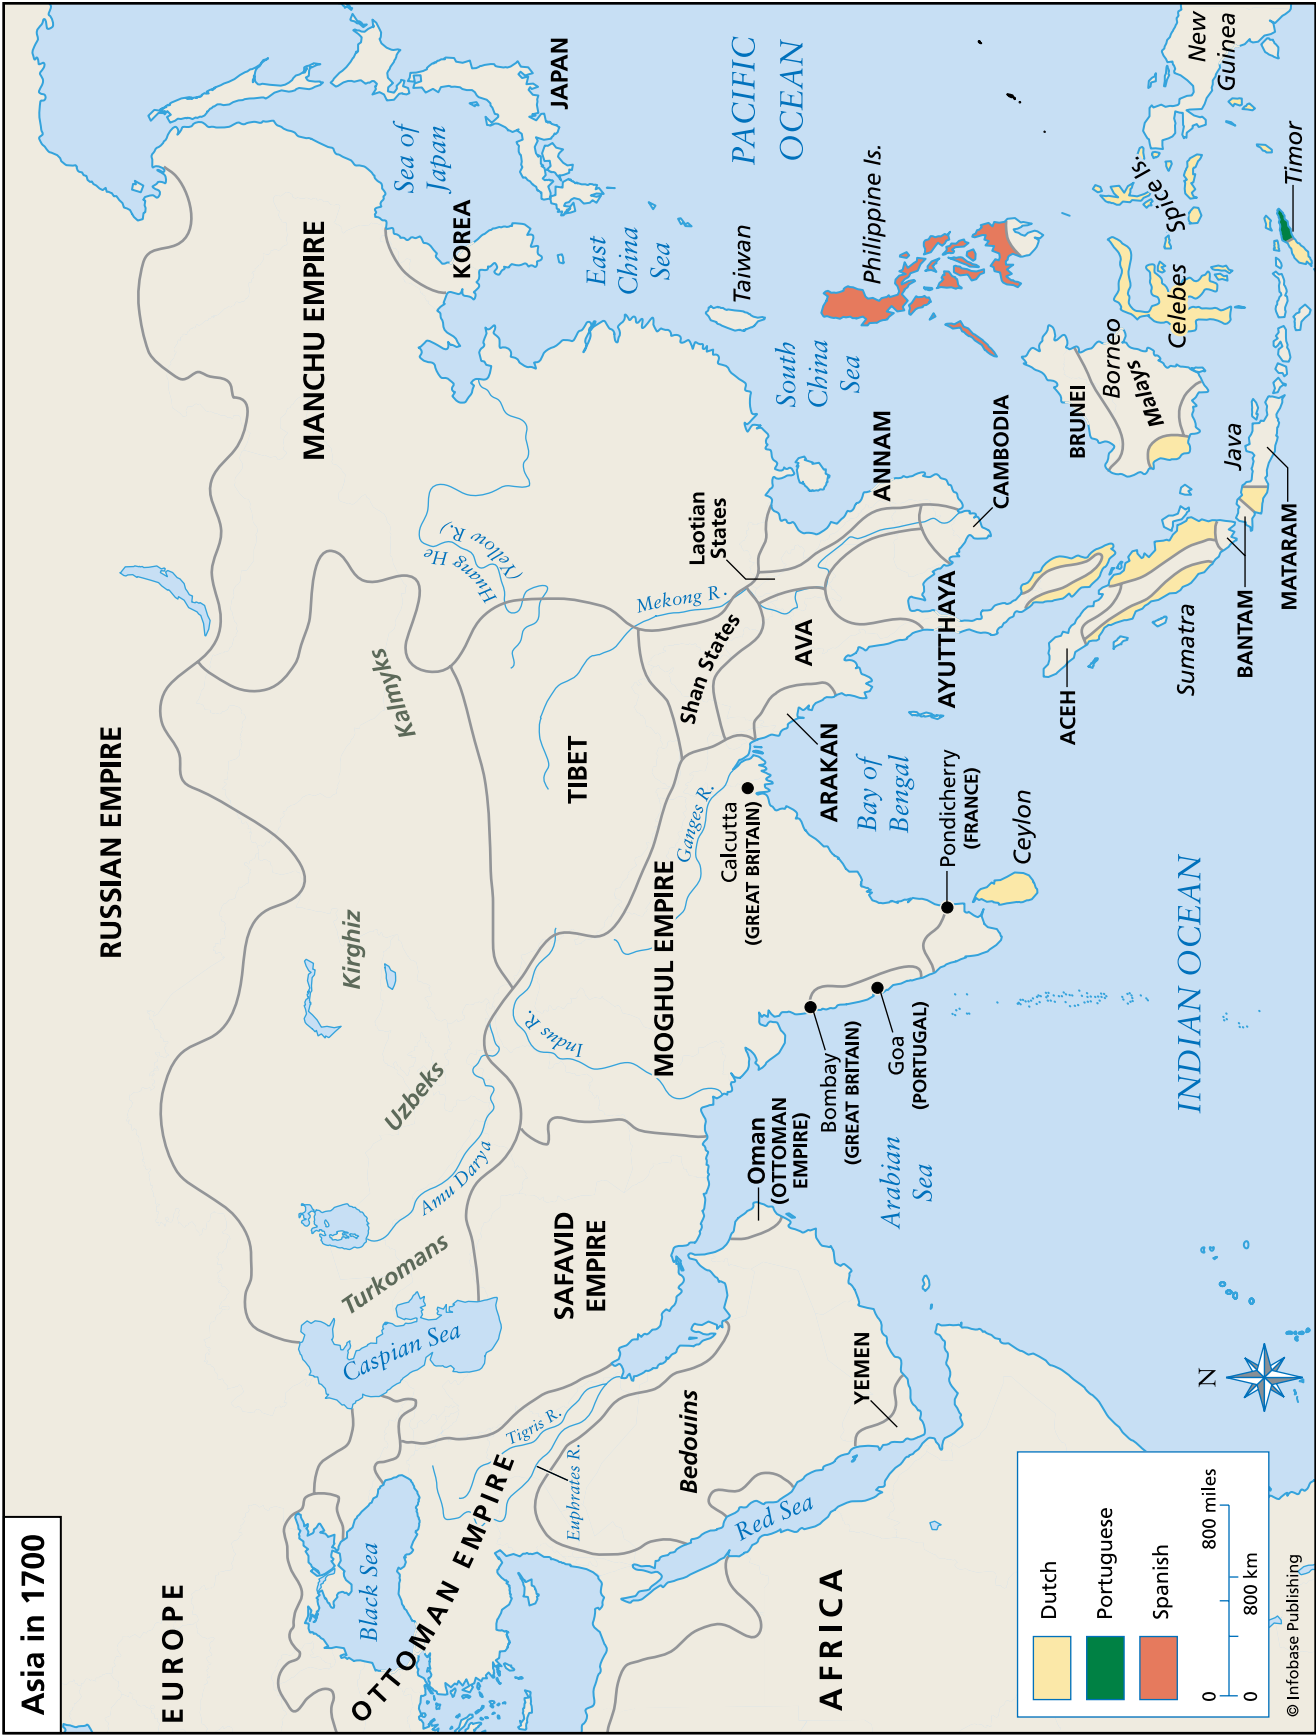 Asia in 1700
EUROPE
RUSSIAN EMPIRE
MANCHU EMPIRE
KOREA
JAPAN
Sea of
Japan
PACIFIC
OCEAN
East
China
Sea
Taiwan
Philippine Is.
South
China
Sea
Kalmyks
Kirghiz
Uzbeks
Turkomans
Amu Darya
Caspian Sea
Black Sea
OTTOMAN EMPIRE
Tigris R.
Euphrates R.
SAFAVID
EMPIRE
Bedouins
Red Sea
YEMEN
AFRICA
Oman
(OTTOMAN
EMPIRE)
Arabian
Sea
Indus R.
MOGHUL EMPIRE
Ganges R.
TIBET
Huang He
(Yellow R.)
Mekong R.
Laotian
States
Shan States
AVA
ANNAM
CAMBODIA
AYUTTHAYA
ARAKAN
Bay of
Bengal
Calcutta
(GREAT BRITAIN)
Bombay
(GREAT BRITAIN)
Goa
(PORTUGAL)
Pondicherry
(FRANCE)
Ceylon
INDIAN OCEAN
ACEH
Sumatra
BANTAM
MATARAM
Java
BRUNEI
Borneo
Malays
Celebes
Spice Is.
Timor
New
Guinea
N
Dutch
Portuguese
Spanish
0
800 miles
0
800 km
© Infobase Publishing